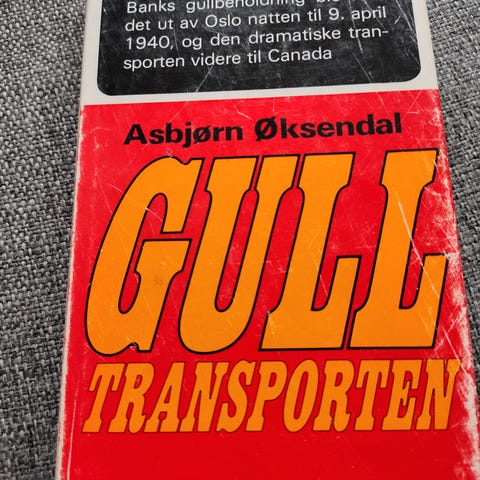 Banks gullbeholdning
det ut av Oslo natten til 9. april
1940, og den dramatiske tran-
sporten videre til Canada
Asbjørn Øksendal
GULL
TRANSPORTEN